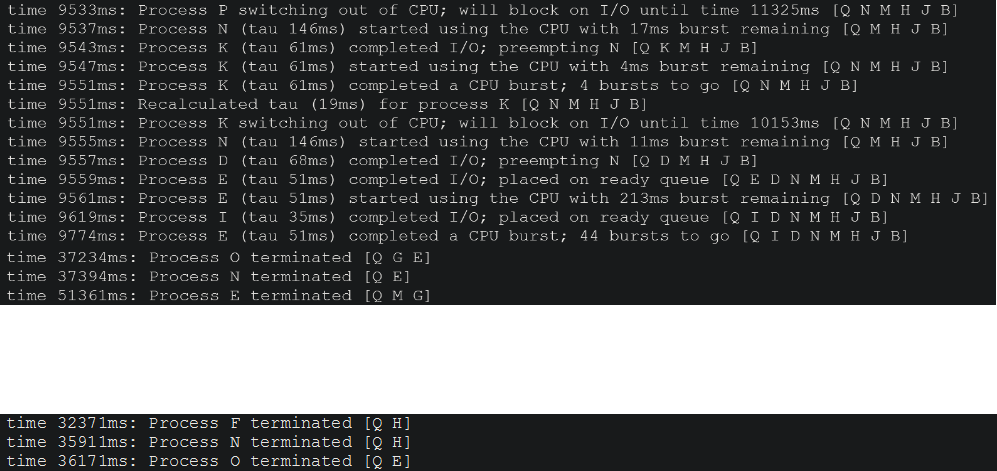 time 9533ms: Process P switching out of CPU; will block on I/O until time 11325ms [Q N M H J B]
time 9537ms: Process N (tau 146ms) started using the CPU with 17ms burst remaining [Q M H J B]
time 9543ms: Process K (tau 61ms) completed I/O; preempting N [Q K M H J B]
time 9547ms: Process K (tau 61ms) started using the CPU with 4ms burst remaining [Q N M H J B]
time 9551ms: Process K (tau 61ms) completed a CPU burst; 4 bursts to go [Q N M H J B]
time 9551ms: Recalculated tau (19ms) for process K [Q N M H J B]
time 9551ms: Process K switching out of CPU; will block on I/O until time 10153ms [Q N M H J B]
time 9555ms: Process N (tau 146ms) started using the CPU with 11ms burst remaining [Q M H J B]
time 9557ms: Process D (tau 68ms) completed I/O; preempting N [Q D M H J B]
time 9559ms: Process E (tau 51ms) completed I/O; placed on ready queue [Q E D N M H J B]
time 9561ms: Process E (tau 51ms) started using the CPU with 213ms burst remaining [Q D N M H J B]
time 9619ms: Process I (tau 35ms) completed I/O; placed on ready queue [Q I D N M H J B]
time 9774ms: Process E (tau 51ms) completed a CPU burst; 44 bursts to go [Q I D N M H J B]
time 37234ms: Process O terminated [Q G E]
time 37394ms: Process N terminated [Q E]
time 51361ms: Process E terminated [Q M G]
time 32371ms: Process F terminated [Q H]
time 35911ms: Process N terminated [Q H]
time 36171ms: Process O terminated [Q E]